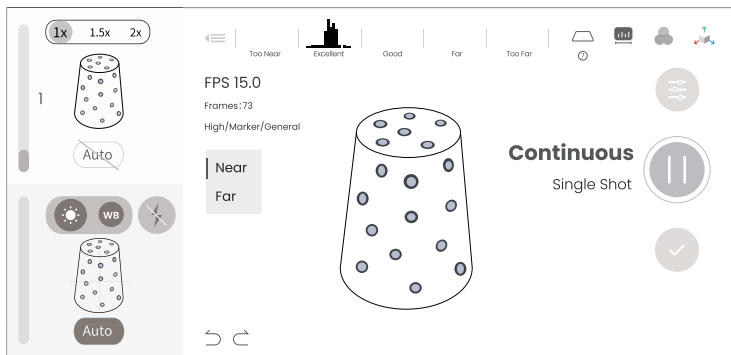 1x 1.5x 2x
1
Auto
WB
Auto
Too Near Excellent Good Far Too Far
?
FPS 15.0
Frames:73
High/Marker/General
Near
Far
Continuous
Single Shot